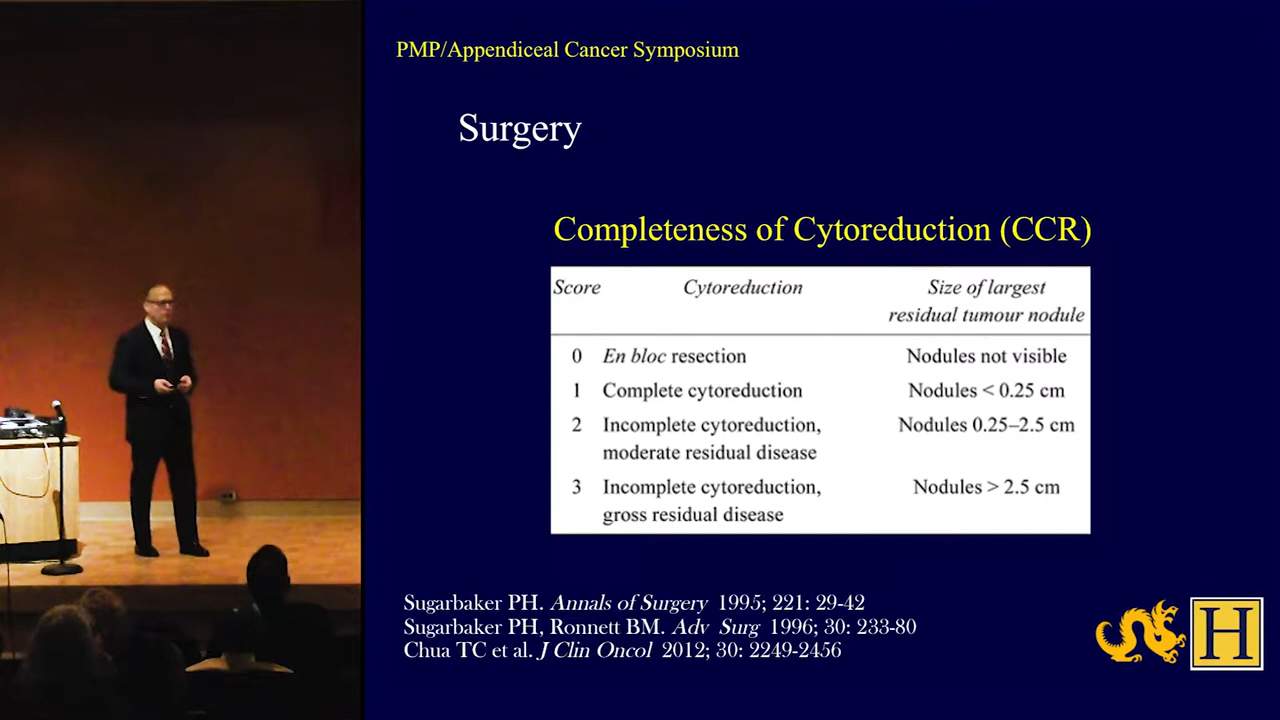 PMP/Appendiceal Cancer Symposium
Surgery
Completeness of Cytoreduction (CCR)
Score Cytoreduction Size of largest
residual tumour nodule
0 En bloc resection Nodules not visible
1 Complete cytoreduction Nodules < 0.25 cm
2 Incomplete cytoreduction, Nodules 0.25–2.5 cm
moderate residual disease
3 Incomplete cytoreduction, Nodules > 2.5 cm
gross residual disease
Sugarbaker PH. Annals of Surgery 1995; 221: 29-42
Sugarbaker PH, Ronnett BM. Adv Surg 1996; 30: 233-80
Chua TC et al. J Clin Oncol 2012; 30: 2249-2456
H